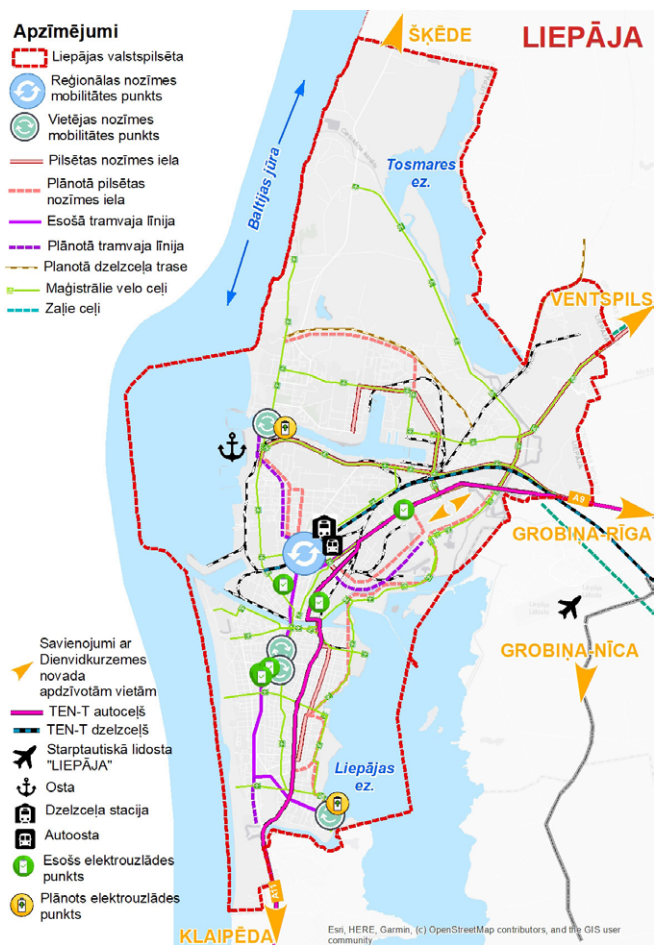 Apzīmējumi
Liepājas valstspilsēta
Reģionālas nozīmes
mobilitātes punkts
Vietējas nozīmes
mobilitātes punkts
Pilsētas nozīmes iela
Plānotā pilsētas
nozīmes iela
Esošā tramvaja līnija
Plānotā tramvaja līnija
Planotā dzelzceļa trase
Maģistrālie velo ceļi
Zaļie ceļi
ŠĶĒDE
LIEPĀJA
Baltijas jūra
Tosmares
ez.
VENTSPILS
A9
GROBIŅA-RĪGA
GROBIŅA-NĪCA
Liepājas
ez.
A11
KLAIPĒDA
Savienojumi ar
Dienvidkurzemes
novada
apdzīvotām vietām
TEN-T autoceļš
TEN-T dzelzceļš
Starptautiskā lidosta
"LIEPĀJA"
Osta
Dzelzceļa stacija
Autoosta
Esošs elektrouzlādes
punkts
Plānots elektrouzlādes
punkts
Esri, HERE, Garmin, (c) OpenStreetMap contributors, and the GIS user
community